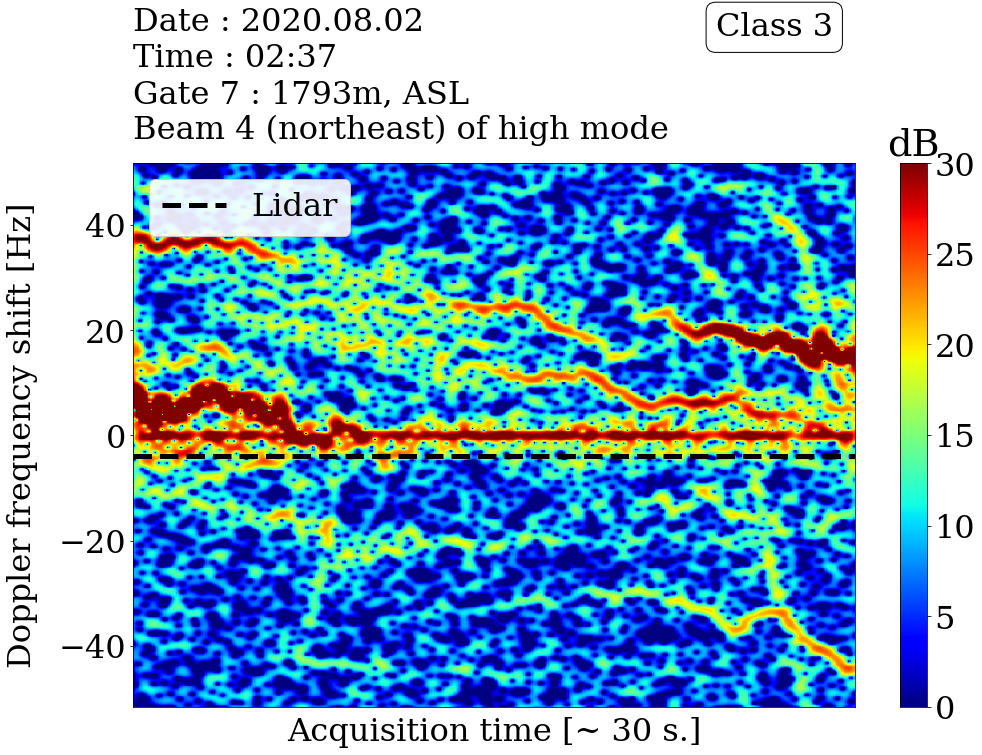 Date : 2020.08.02
Time : 02:37
Gate 7 : 1793m, ASL
Beam 4 (northeast) of high mode
Class 3
dB
Lidar
Doppler frequency shift [Hz]
40
20
0
−20
−40
30
25
20
15
10
5
0
Acquisition time [~ 30 s.]